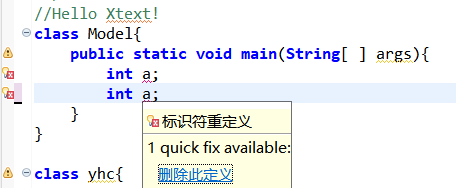 //Hello Xtext!
class Model{
public static void main(String[ ] args){
int a;
int a;
标识符重定义
}
1 quick fix available:
}
删除此定义
class yhc{